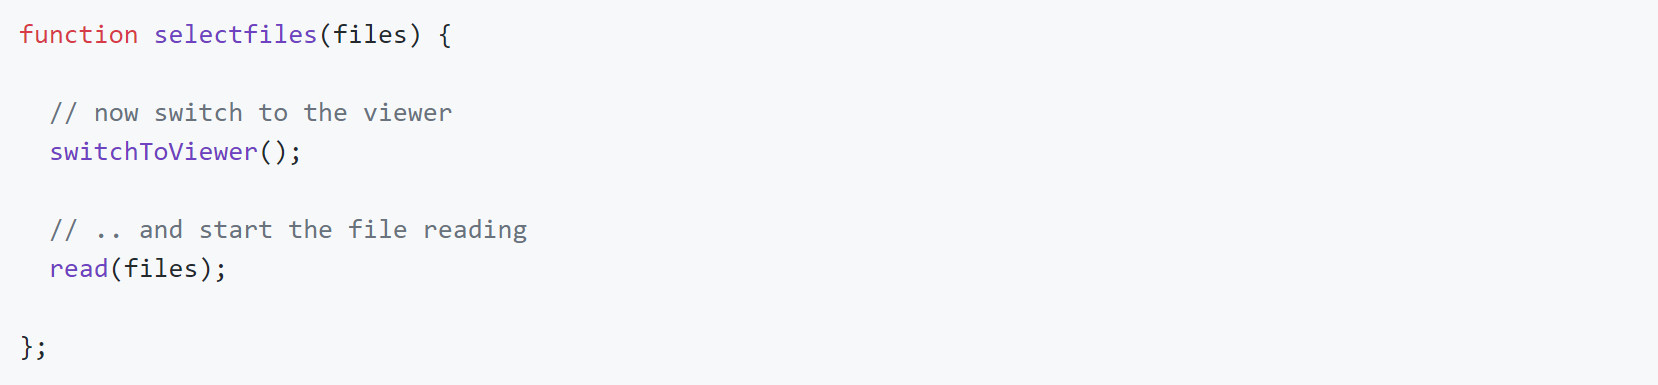 function selectfiles(files) {
// now switch to the viewer
switchToViewer();
// .. and start the file reading
read(files);
};